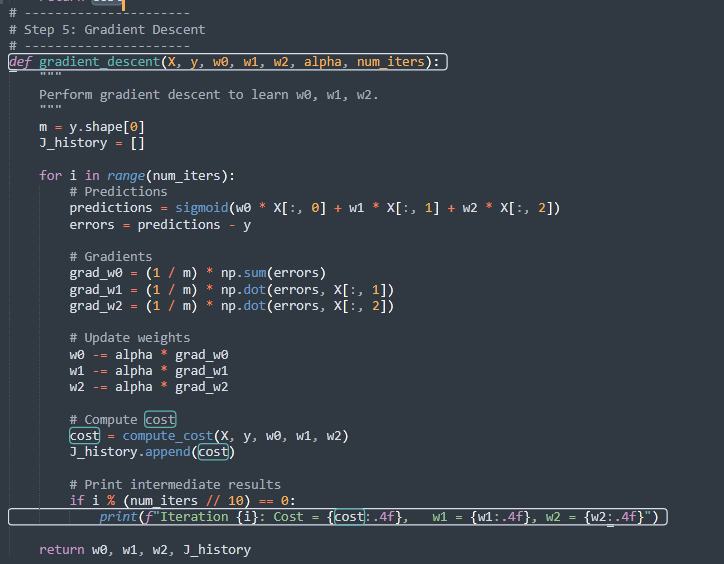 # ----------------------
# Step 5: Gradient Descent
# ----------------------
def gradient_descent(X, y, w0, w1, w2, alpha, num_iters):
    """
    Perform gradient descent to learn w0, w1, w2.
    """
    m = y.shape[0]
    J_history = []

    for i in range(num_iters):
        # Predictions
        predictions = sigmoid(w0 * X[:, 0] + w1 * X[:, 1] + w2 * X[:, 2])
        errors = predictions - y

        # Gradients
        grad_w0 = (1 / m) * np.sum(errors)
        grad_w1 = (1 / m) * np.dot(errors, X[:, 1])
        grad_w2 = (1 / m) * np.dot(errors, X[:, 2])

        # Update weights
        w0 -= alpha * grad_w0
        w1 -= alpha * grad_w1
        w2 -= alpha * grad_w2

        # Compute cost
        cost = compute_cost(X, y, w0, w1, w2)
        J_history.append(cost)

        # Print intermediate results
        if i % (num_iters // 10) == 0:
            print(f"Iteration {i}: Cost = {cost:.4f},   w1 = {w1:.4f}, w2 = {w2:.4f}")

    return w0, w1, w2, J_history